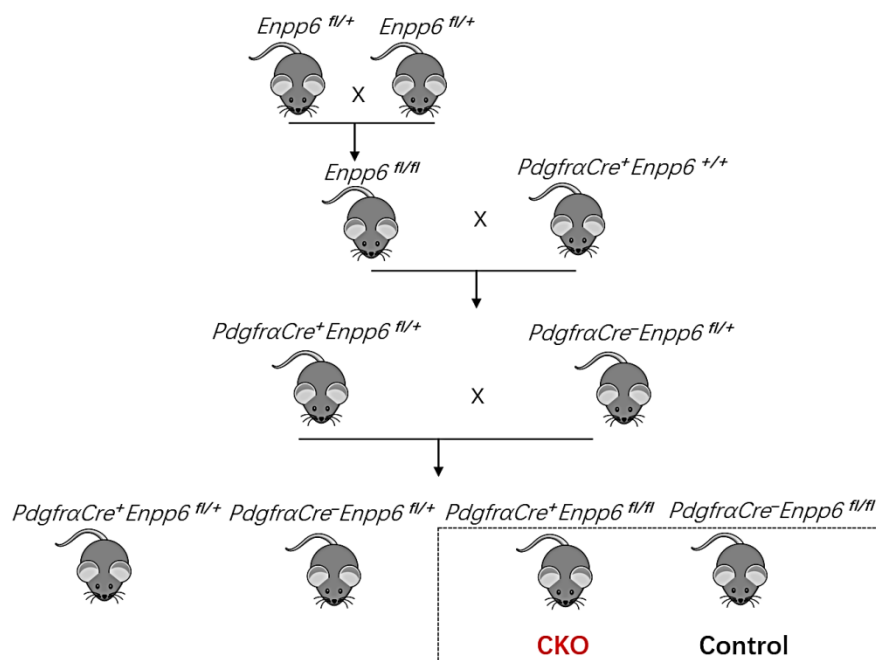 Enpp6 fl/+ Enpp6 fl/+
X
Enpp6 fl/fl PdgfrαCre+Enpp6 +/+
X
PdgfrαCre+Enpp6 fl/+ PdgfrαCre-Enpp6 fl/+
X
PdgfrαCre+Enpp6 fl/+ PdgfrαCre-Enpp6 fl/+ PdgfrαCre+Enpp6 fl/fl PdgfrαCre-Enpp6 fl/fl
CKO Control